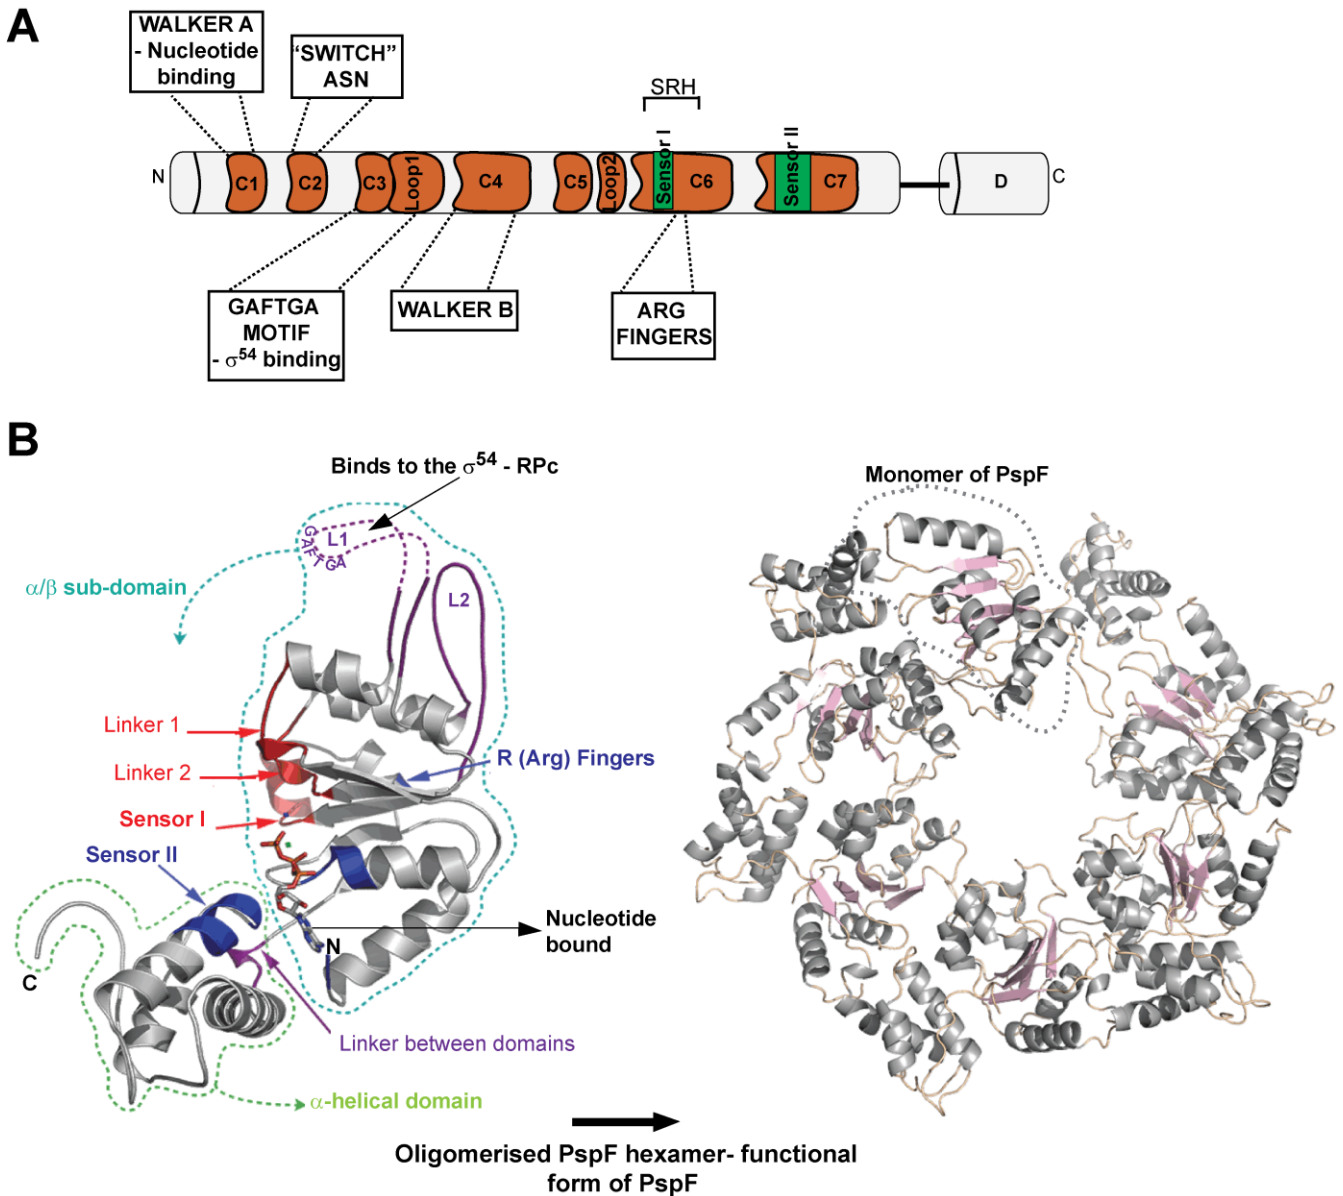 A
WALKER A
- Nucleotide
binding
“SWITCH”
ASN
SRH
N
C1
C2
C3
Loop1
C4
C5
Loop2
Sensor I
C6
Sensor II
C7
D
C
GAFTGA
MOTIF
- σ54 binding
WALKER B
ARG
FINGERS
B
Binds to the σ54 - RPc
Monomer of PspF
GAFTGA
L1
α/β sub-domain
L2
Linker 1
Linker 2
R (Arg) Fingers
Sensor I
Sensor II
Nucleotide
bound
N
C
Linker between domains
α-helical domain
Oligomerised PspF hexamer- functional
form of PspF